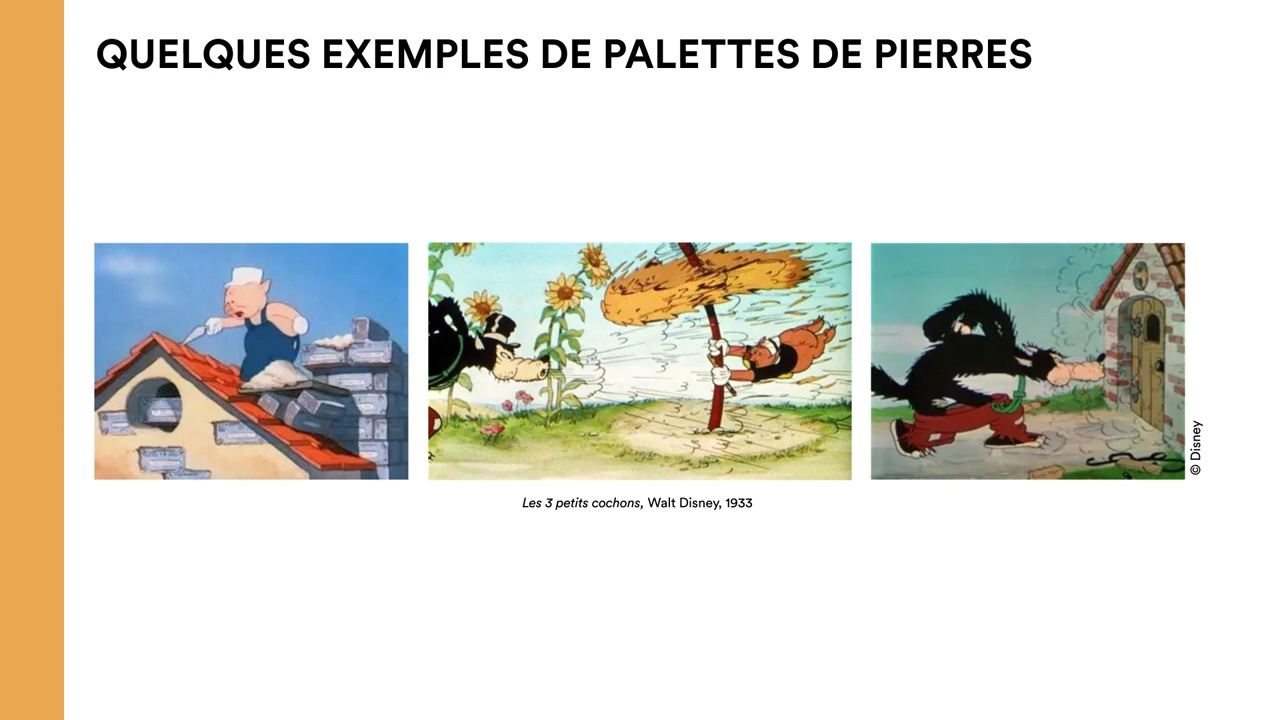 QUELQUES EXEMPLES DE PALETTES DE PIERRES
© Disney
Les 3 petits cochons, Walt Disney, 1933